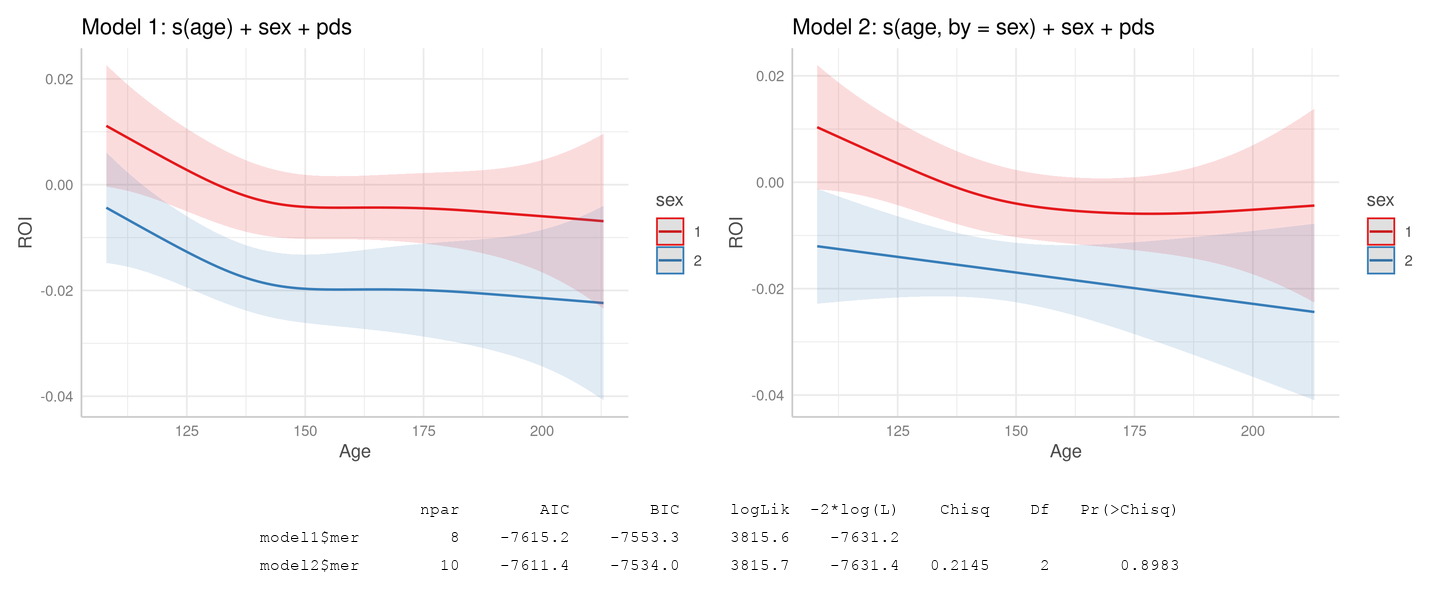 Model 1: s(age) + sex + pds
0.02
0.00
-0.02
-0.04
ROI
125 150 175 200
Age
sex
1
2
Model 2: s(age, by = sex) + sex + pds
0.02
0.00
-0.02
-0.04
ROI
125 150 175 200
Age
sex
1
2
npar AIC BIC logLik -2*log(L) Chisq Df Pr(>Chisq)
model1$mer 8 -7615.2 -7553.3 3815.6 -7631.2
model2$mer 10 -7611.4 -7534.0 3815.7 -7631.4 0.2145 2 0.8983